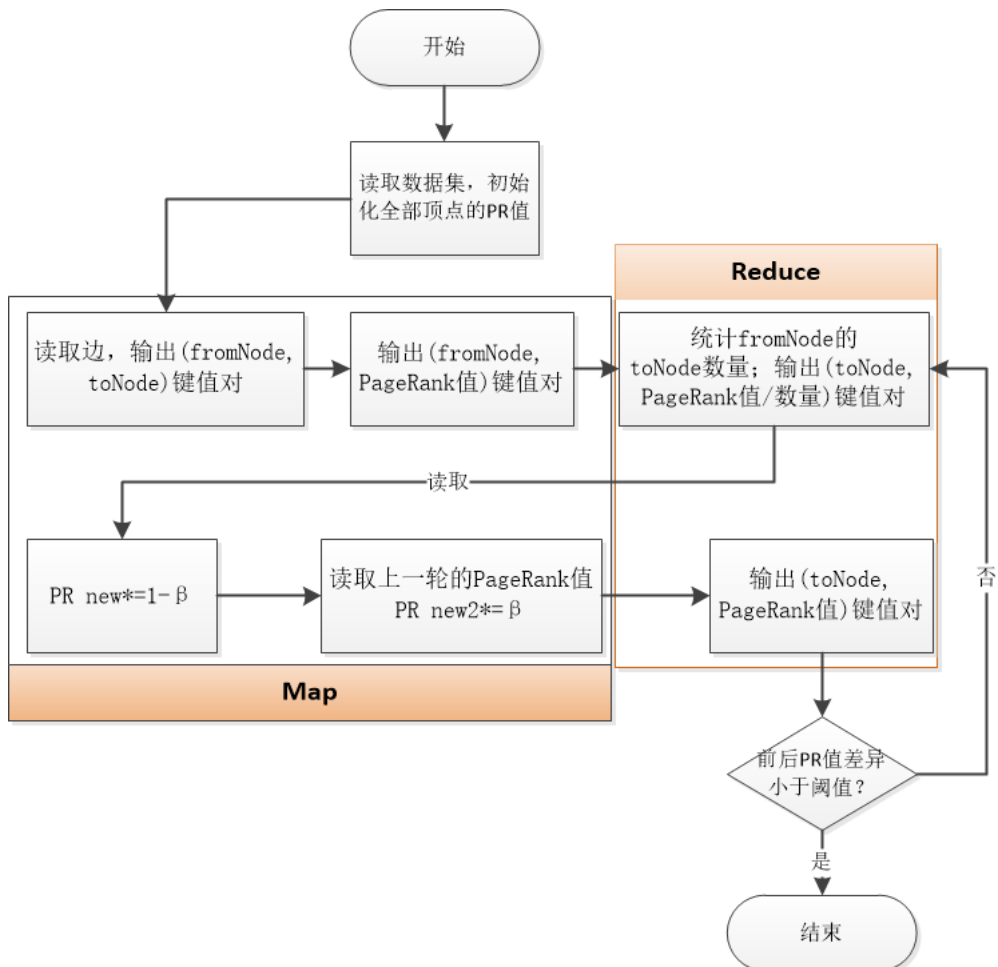 开始
读取数据集，初始
化全部顶点的PR值
Reduce
读取边，输出(fromNode,
toNode)键值对
输出(fromNode,
PageRank值)键值对
统计fromNode的
toNode数量；输出(toNode,
PageRank值/数量)键值对
读取
PR new*=1-β
读取上一轮的PageRank值
PR new2*=β
输出(toNode,
PageRank值)键值对
否
Map
前后PR值差异
小于阈值？
是
结束